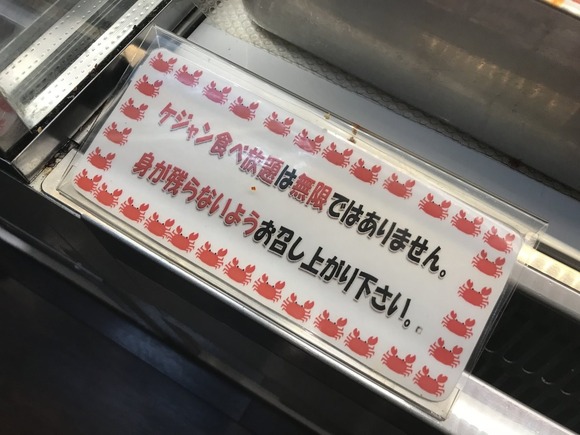 ケジャン食べ放題は無限ではありません。
身が残らないようお召し上がり下さい。